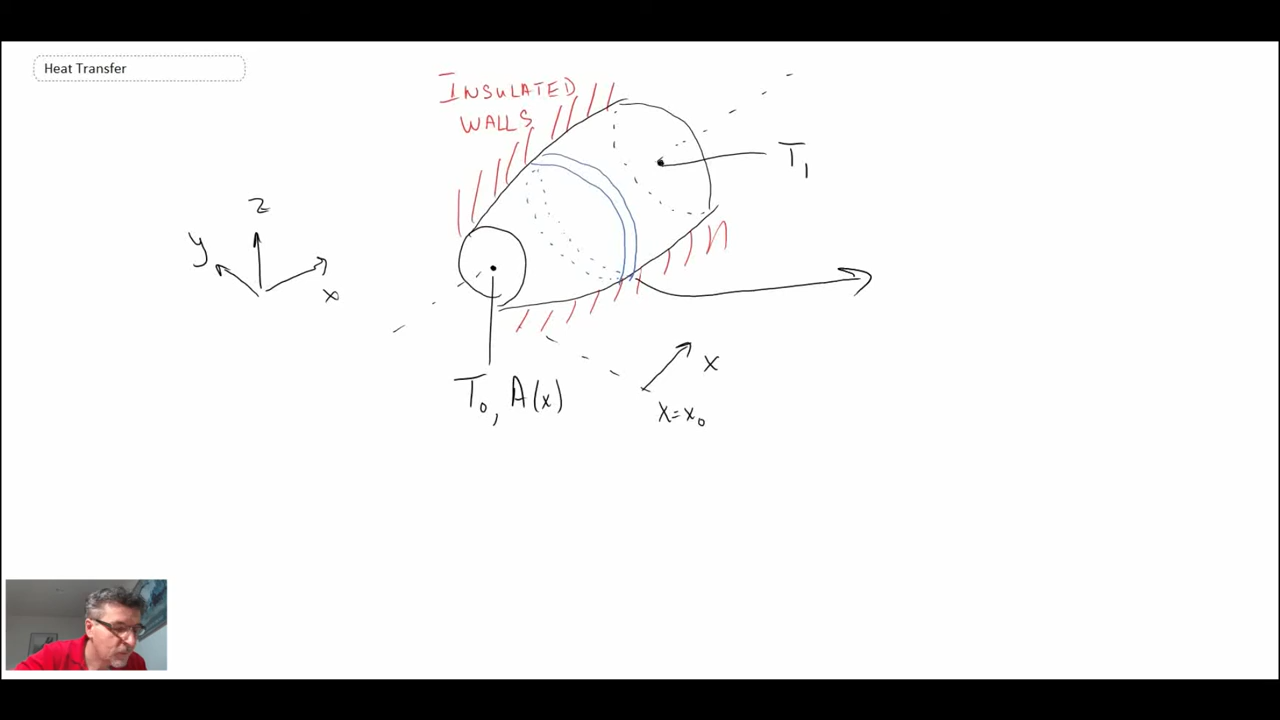 Heat Transfer
INSULATED
WALLS
T₁
z
y
x
x
T₀, A(x)
x=x₀